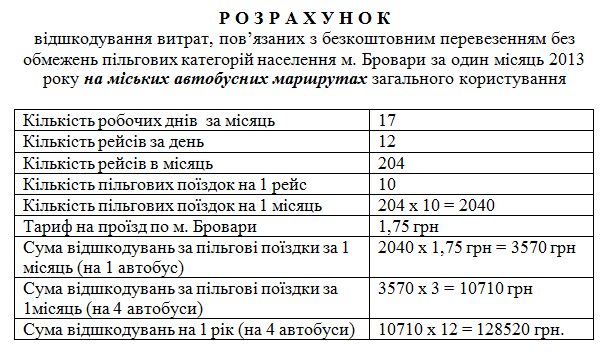 Р О З Р А Х У Н О К
відшкодування витрат, пов’язаних з безкоштовним перевезенням без
обмежень пільгових категорій населення м. Бровари за один місяць 2013
року на міських автобусних маршрутах загального користування
Кількість робочих днів за місяць 17
Кількість рейсів за день 12
Кількість рейсів в місяць 204
Кількість пільгових поїздок на 1 рейс 10
Кількість пільгових поїздок на 1 місяць 204 х 10 = 2040
Тариф на проїзд по м. Бровари 1,75 грн
Сума відшкодувань за пільгові поїздки за 1 2040 х 1,75 грн = 3570 грн
місяць (на 1 автобус)
Сума відшкодувань за пільгові поїздки за 3570 х 3 = 10710 грн
1місяць (на 4 автобуси)
Сума відшкодувань на 1 рік (на 4 автобуси) 10710 х 12 = 128520 грн.